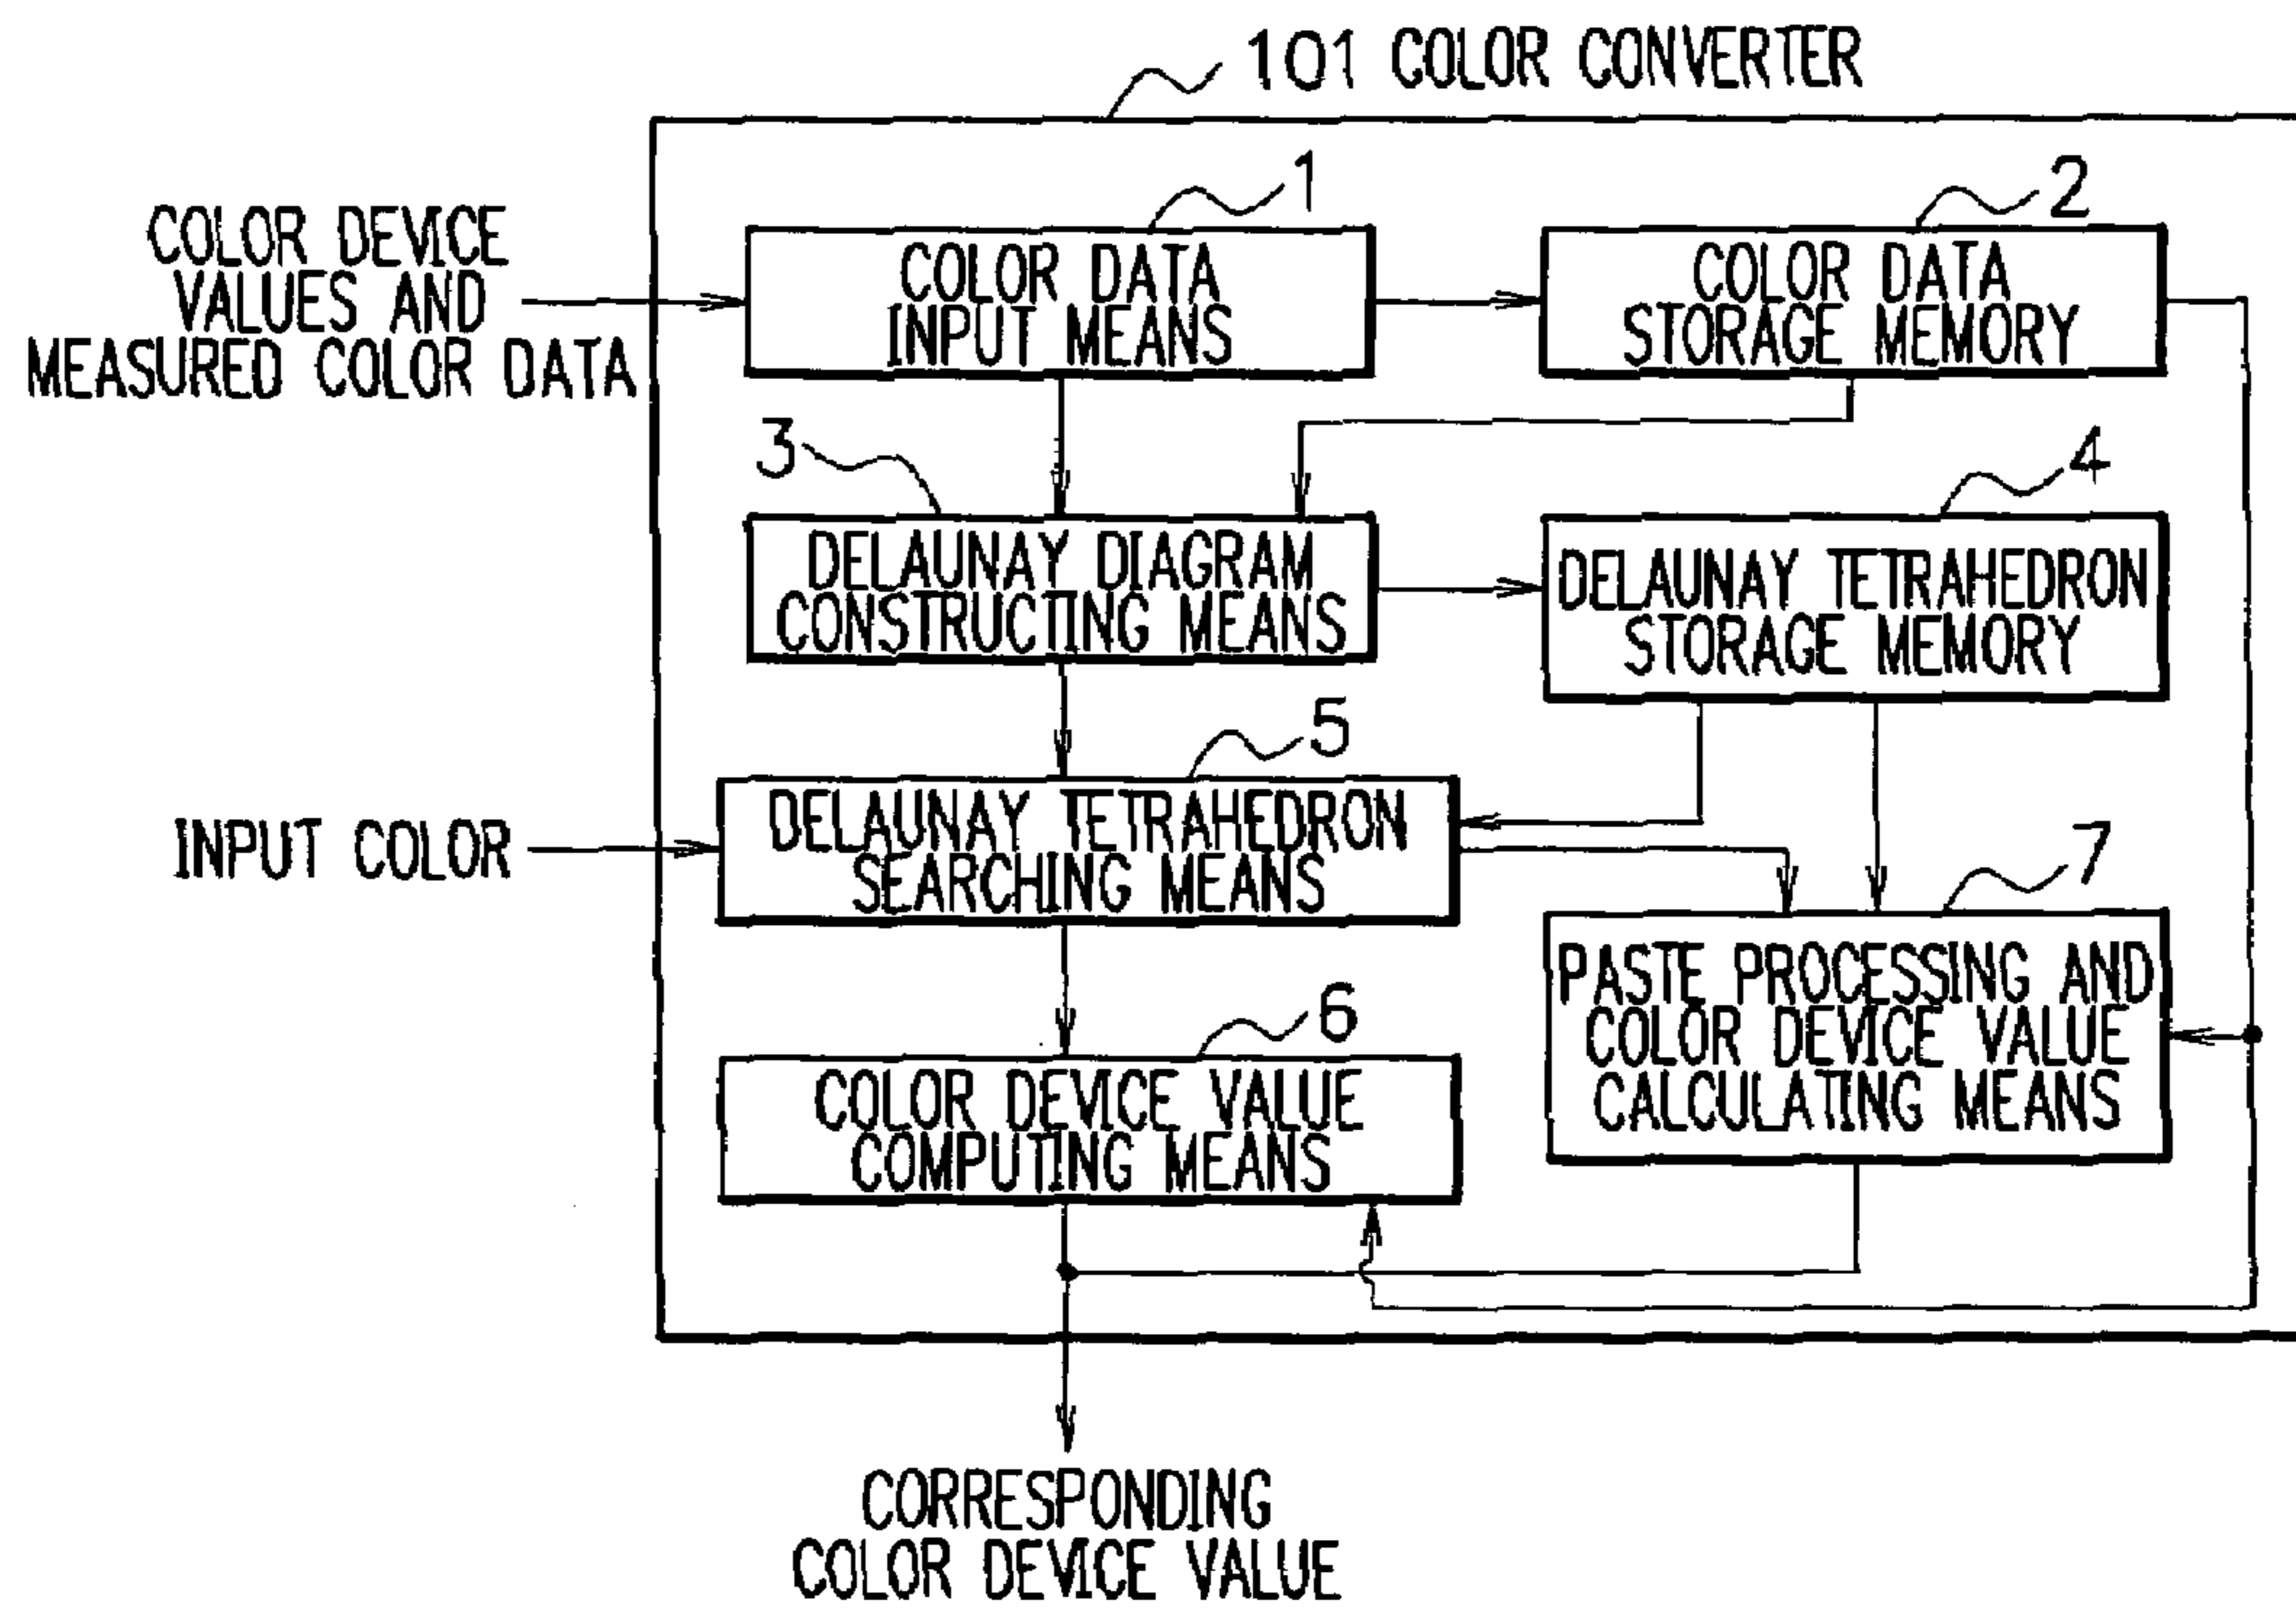 101 COLOR CONVERTER
COLOR DEVICE
VALUES AND
MEASURED COLOR DATA
1
COLOR DATA
INPUT MEANS
2
COLOR DATA
STORAGE MEMORY
3
DELAUNAY DIAGRAM
CONSTRUCTING MEANS
4
DELAUNAY TETRAHEDRON
STORAGE MEMORY
INPUT COLOR
5
DELAUNAY TETRAHEDRON
SEARCHING MEANS
6
COLOR DEVICE VALUE
COMPUTING MEANS
7
PASTE PROCESSING AND
COLOR DEVICE VALUE
CALCULATING MEANS
CORRESPONDING
COLOR DEVICE VALUE